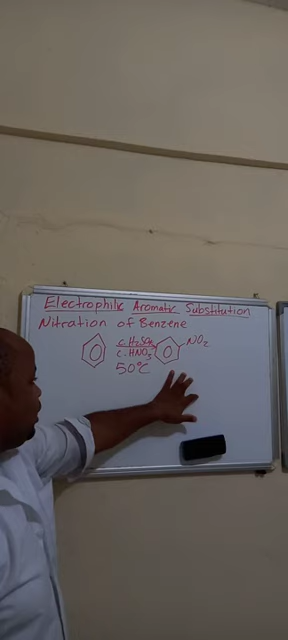 Electrophilic Aromatic Substitution
Nitration of Benzene
c H₂SO₄
c. HNO₃
NO₂
50°C